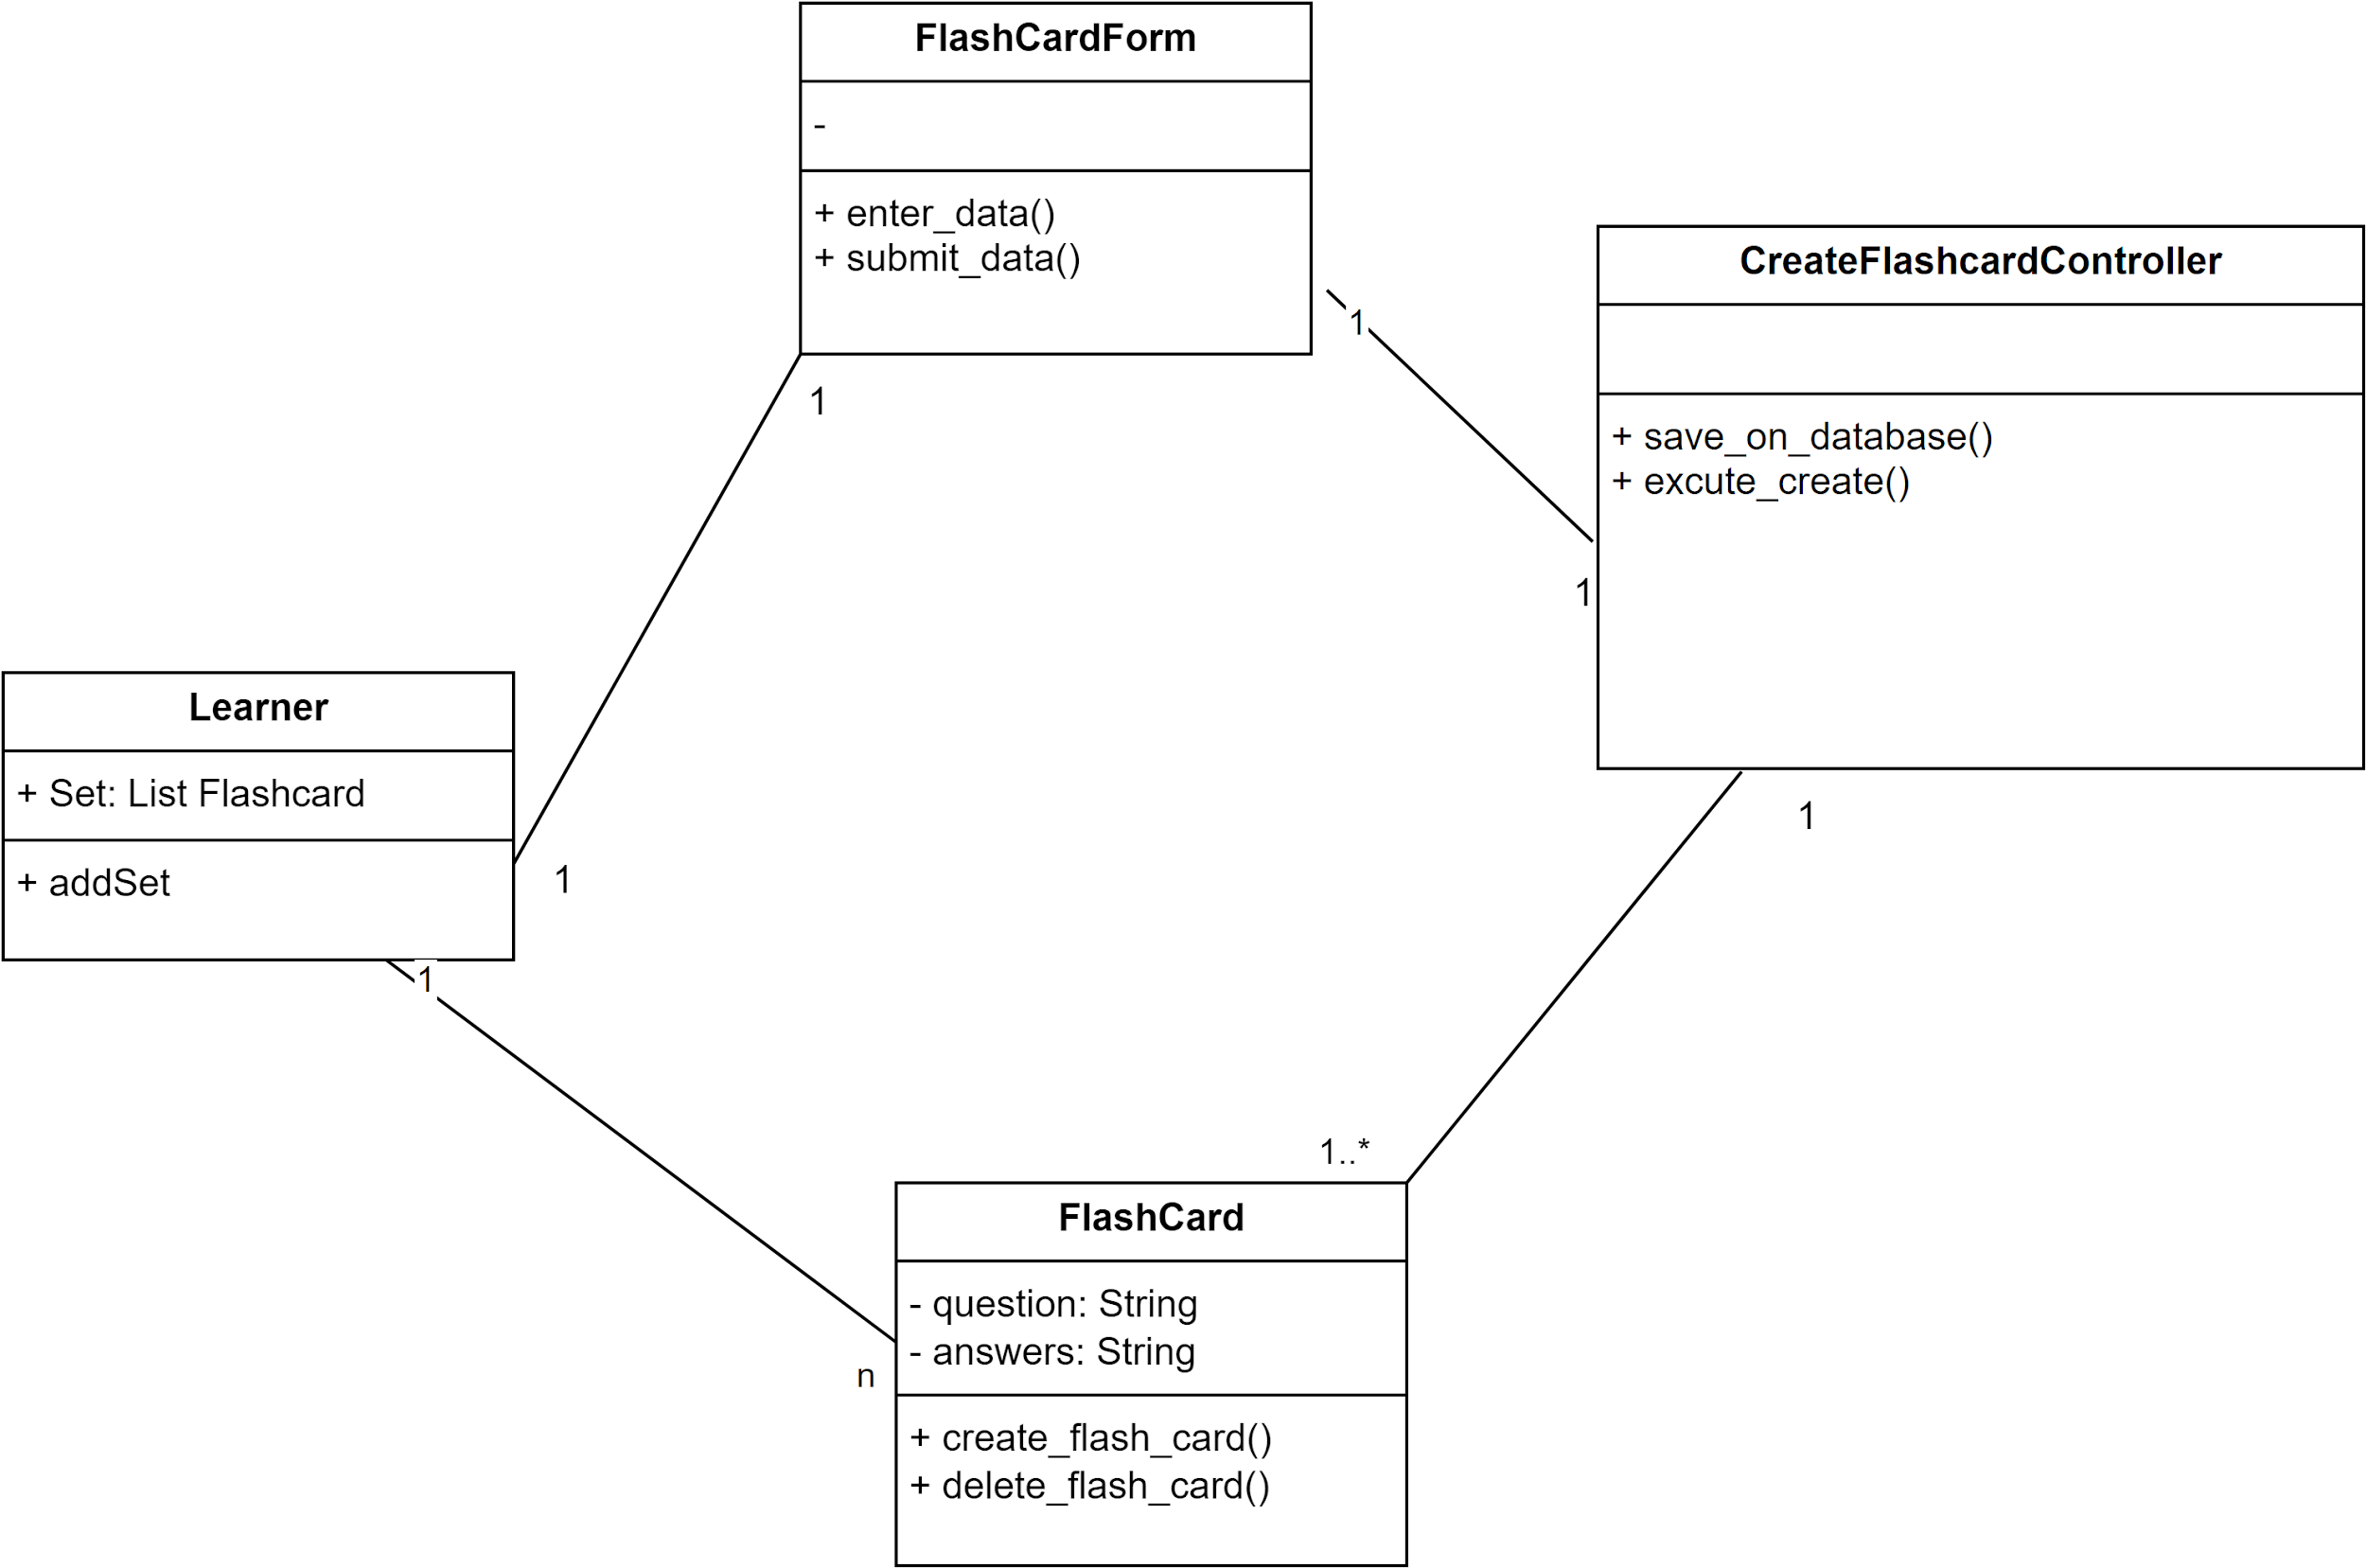 FlashCardForm
-
+ enter_data()
+ submit_data()
1
1
CreateFlashcardController
+ save_on_database()
+ excute_create()
1
1
Learner
+ Set: List Flashcard
+ addSet
1
1
1..*
n
FlashCard
- question: String
- answers: String
+ create_flash_card()
+ delete_flash_card()